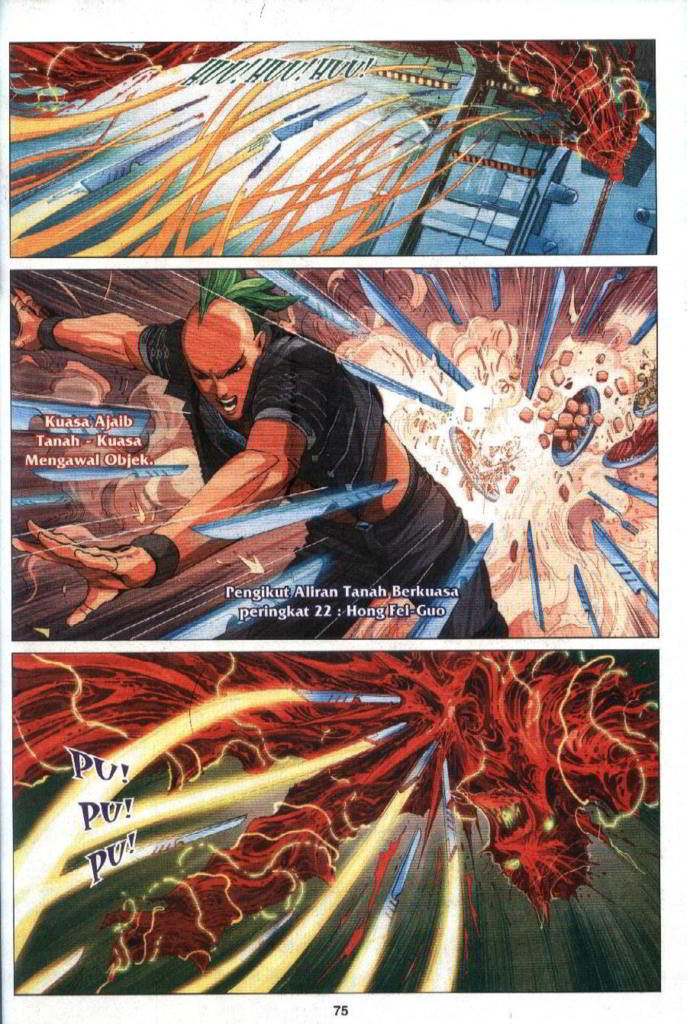 HUU! HUU! HUU!
Kuasa Ajaib
Tanah - Kuasa
Mengawal Objek.
Pengikut Aliran Tanah Berkuasa
peringkat 22 : Hong Fei-Guo
PU!
PU!
PU!
75